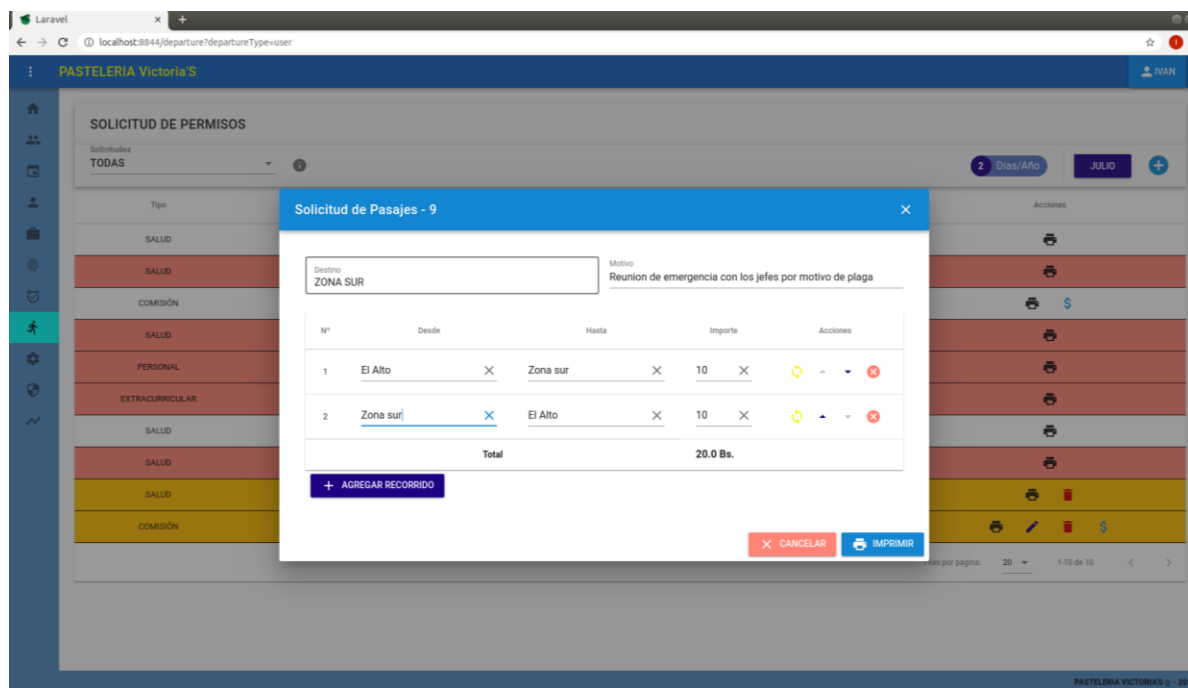 Laravel
localhost:8844/departure?departureType=user
PASTELERIA Victoria'S
IVAN
SOLICITUD DE PERMISOS
Solicitudes
TODAS
2 Días/Año
JULIO
Tipo
Acciones
SALUD
SALUD
COMISIÓN
SALUD
PERSONAL
EXTRACURRICULAR
SALUD
SALUD
SALUD
COMISIÓN
Solicitud de Pasajes - 9
Destino
ZONA SUR
Motivo
Reunion de emergencia con los jefes por motivo de plaga
Nº Desde Hasta Importe Acciones
1 El Alto Zona sur 10
2 Zona sur El Alto 10
Total 20.0 Bs.
+ AGREGAR RECORRIDO
CANCELAR
IMPRIMIR
por pagina: 20 1-10 de 10
PASTELERIA VICTORIA'S